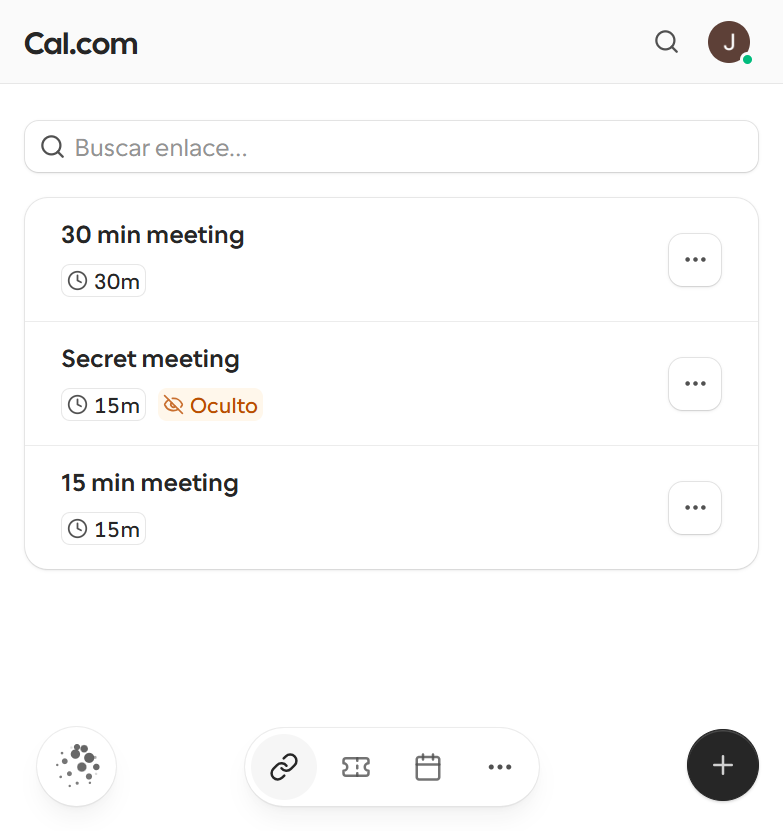 Cal.com
J
Buscar enlace...
30 min meeting
30m
Secret meeting
15m Oculto
15 min meeting
15m